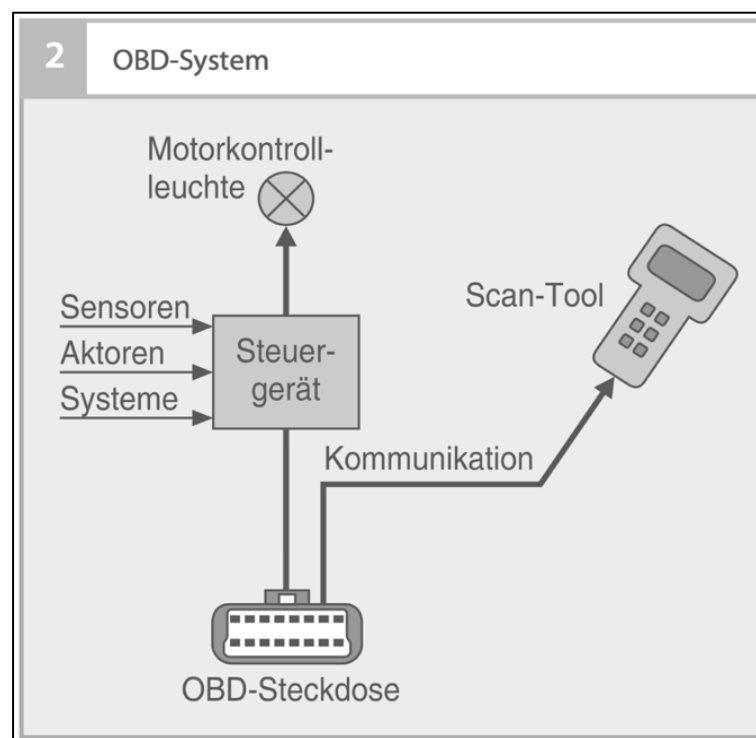 2
OBD-System
Motorkontroll-
leuchte
Sensoren
Aktoren
Systeme
Steuer-
gerät
Scan-Tool
Kommunikation
OBD-Steckdose